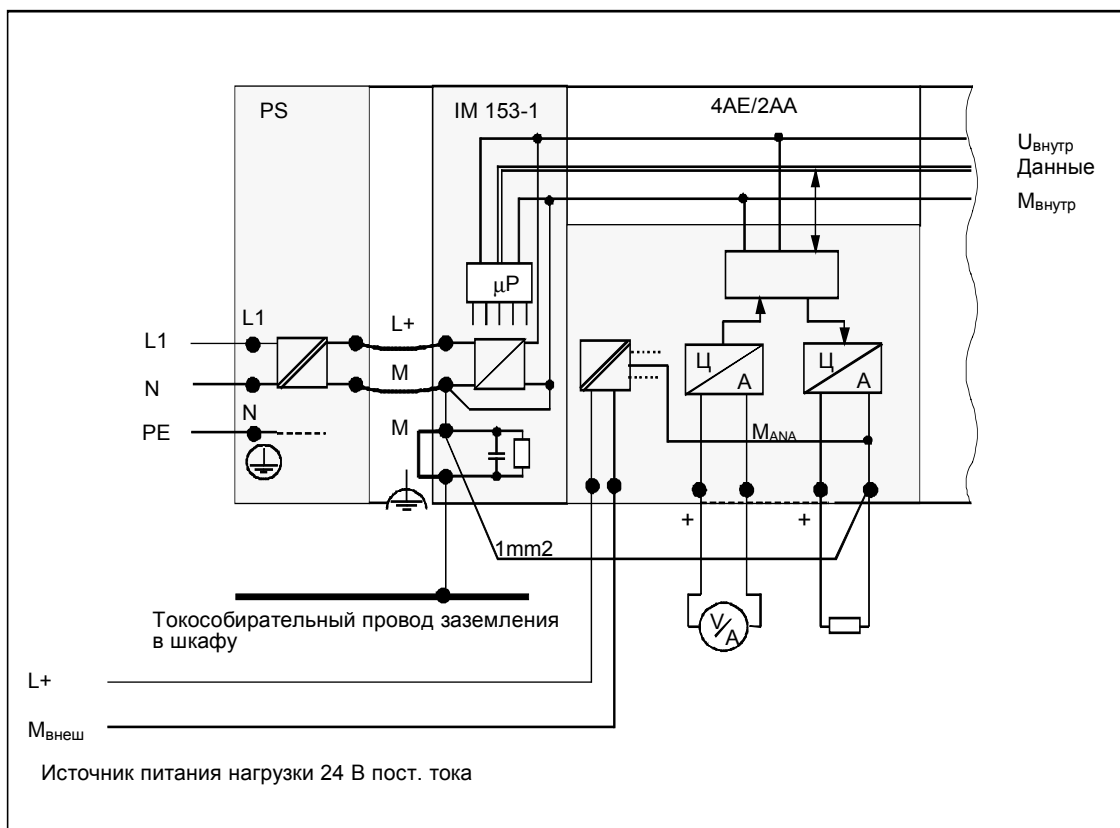 PS
IM 153-1
4AE/2AA
Uвнутр
Данные
Mвнутр
μP
L1
L1
L+
N
M
N
PE
M
Ц
A
Ц
A
MANA
+
+
1mm2
V/A
Токособирательный провод заземления
в шкафу
L+
Mвнеш
Источник питания нагрузки 24 В пост. тока